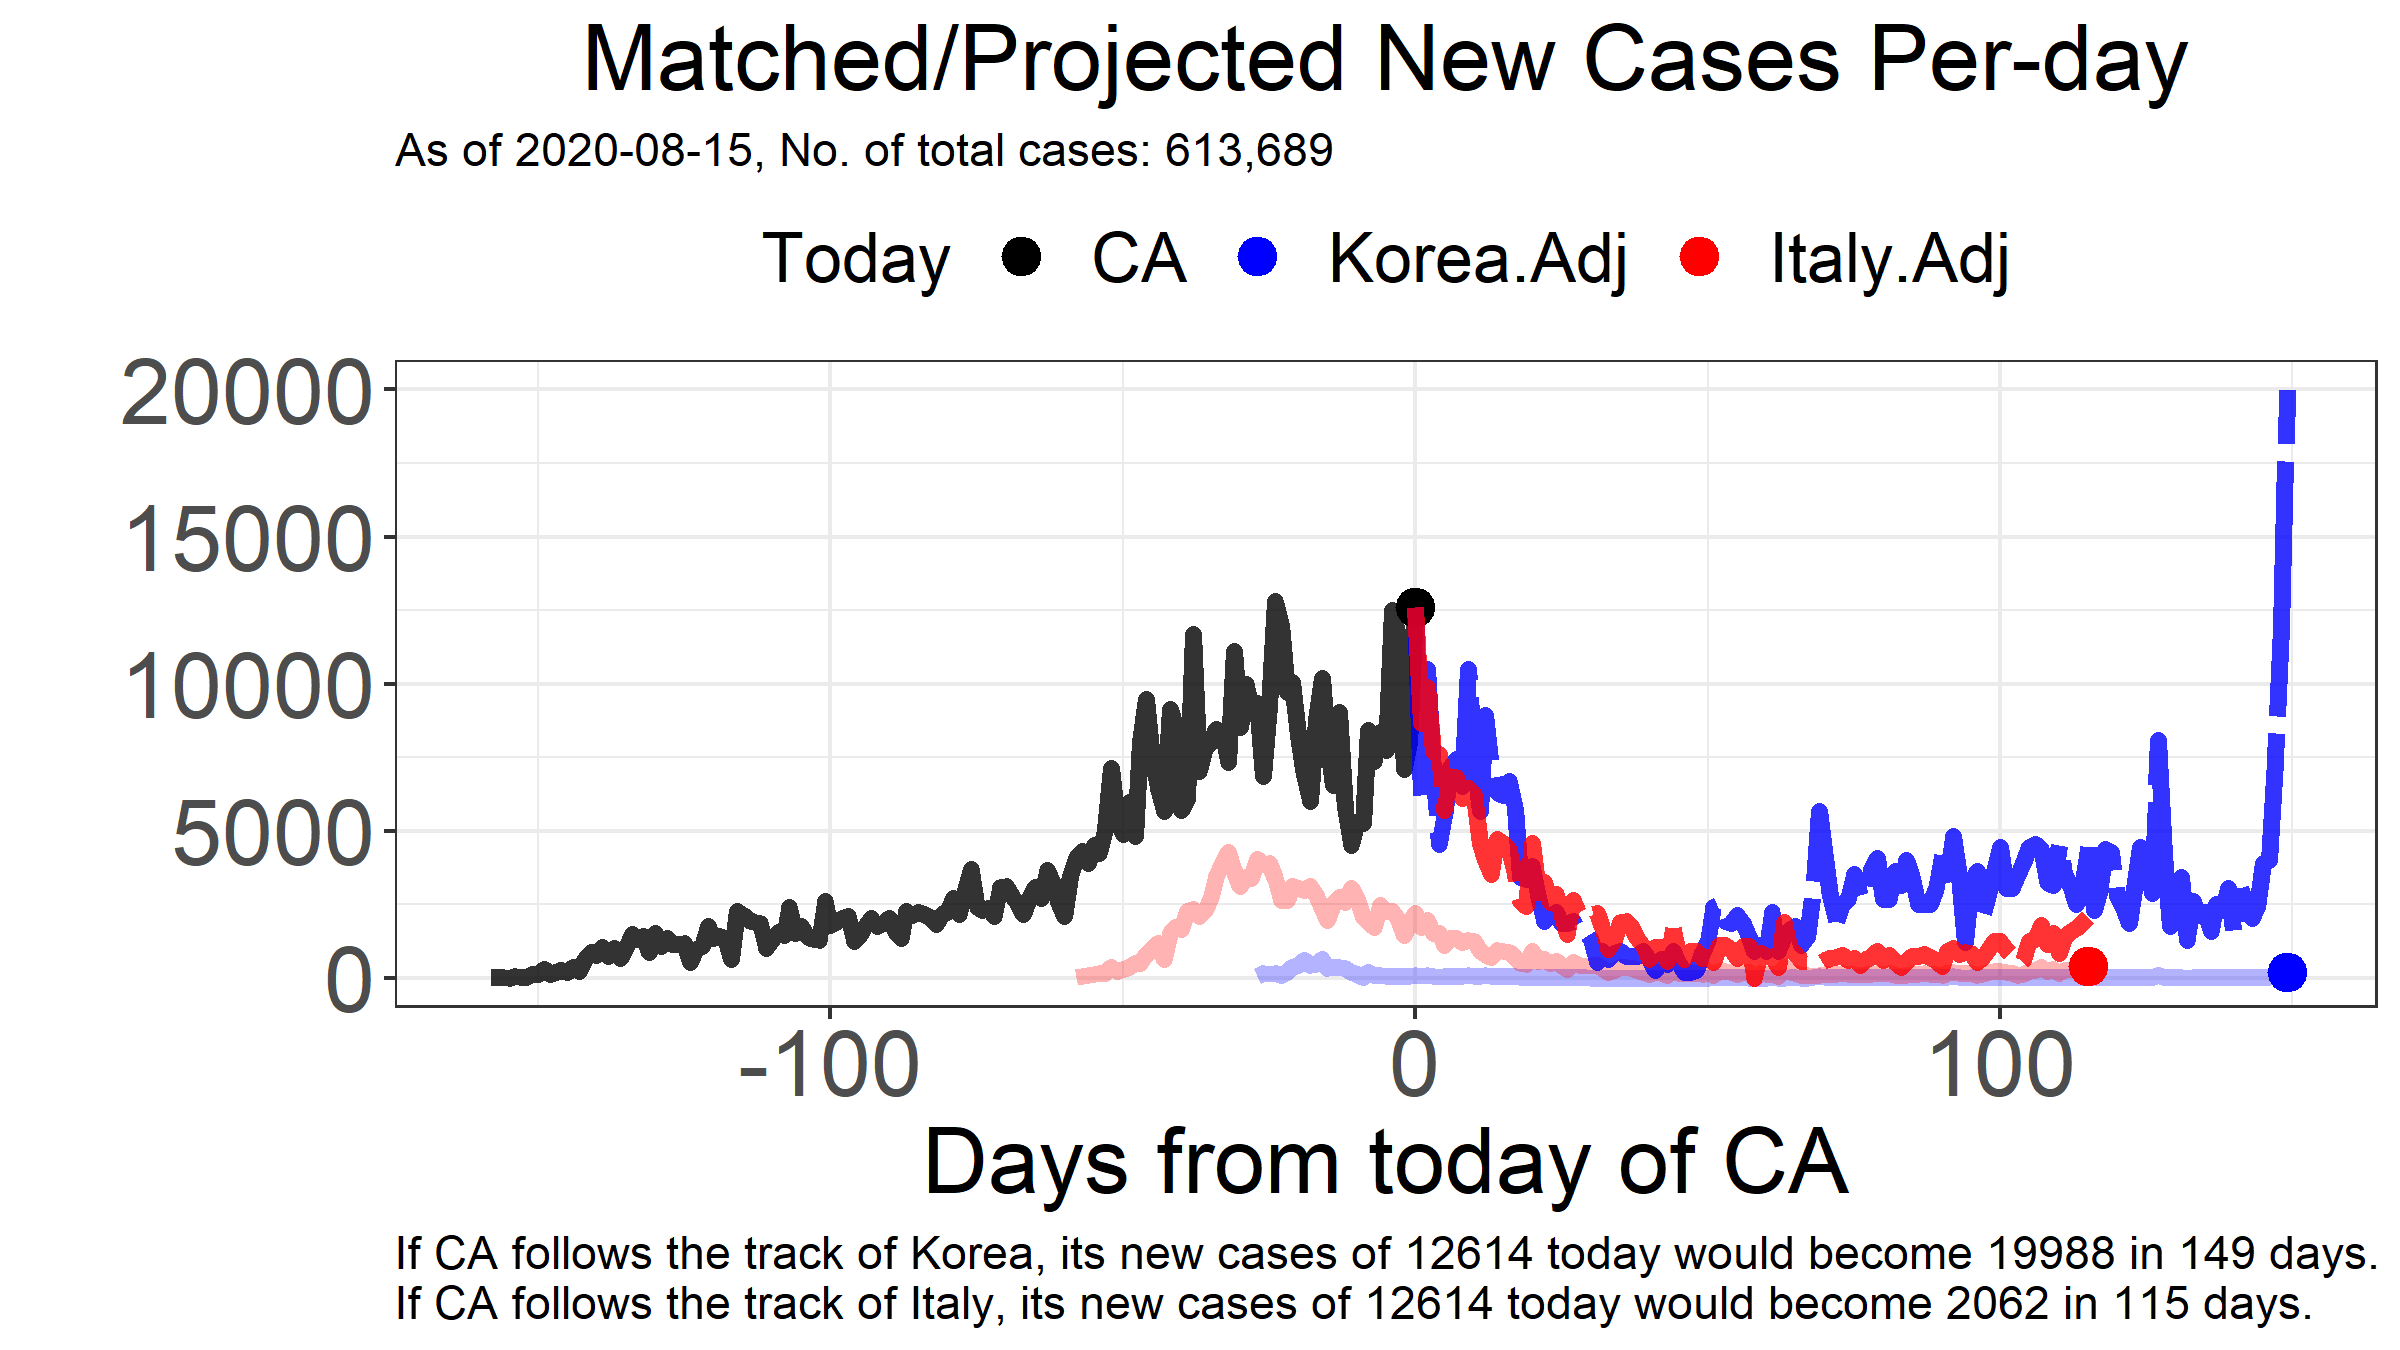 Matched/Projected New Cases Per-day
As of 2020-08-15, No. of total cases: 613,689
Today CA Korea.Adj Italy.Adj
20000
15000
10000
5000
0
-100 0 100
Days from today of CA
If CA follows the track of Korea, its new cases of 12614 today would become 19988 in 149 days.
If CA follows the track of Italy, its new cases of 12614 today would become 2062 in 115 days.